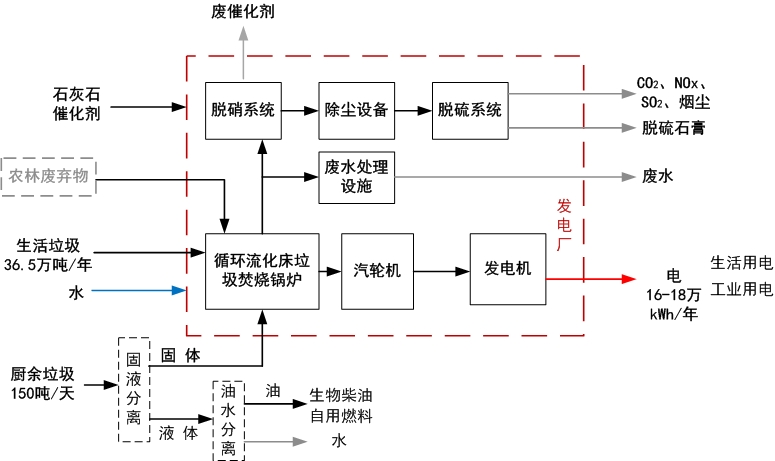 废催化剂
石灰石
催化剂
脱硝系统
除尘设备
脱硫系统
CO₂、NOx、
SO₂、烟尘
脱硫石膏
农林废弃物
废水处理
设施
废水
发电厂
生活垃圾
36.5万吨/年
水
循环流化床垃
圾焚烧锅炉
汽轮机
发电机
电
16-18万
kWh/年
生活用电
工业用电
厨余垃圾
150吨/天
固液分离
固 体
液 体
油水分离
油
生物柴油
自用燃料
水